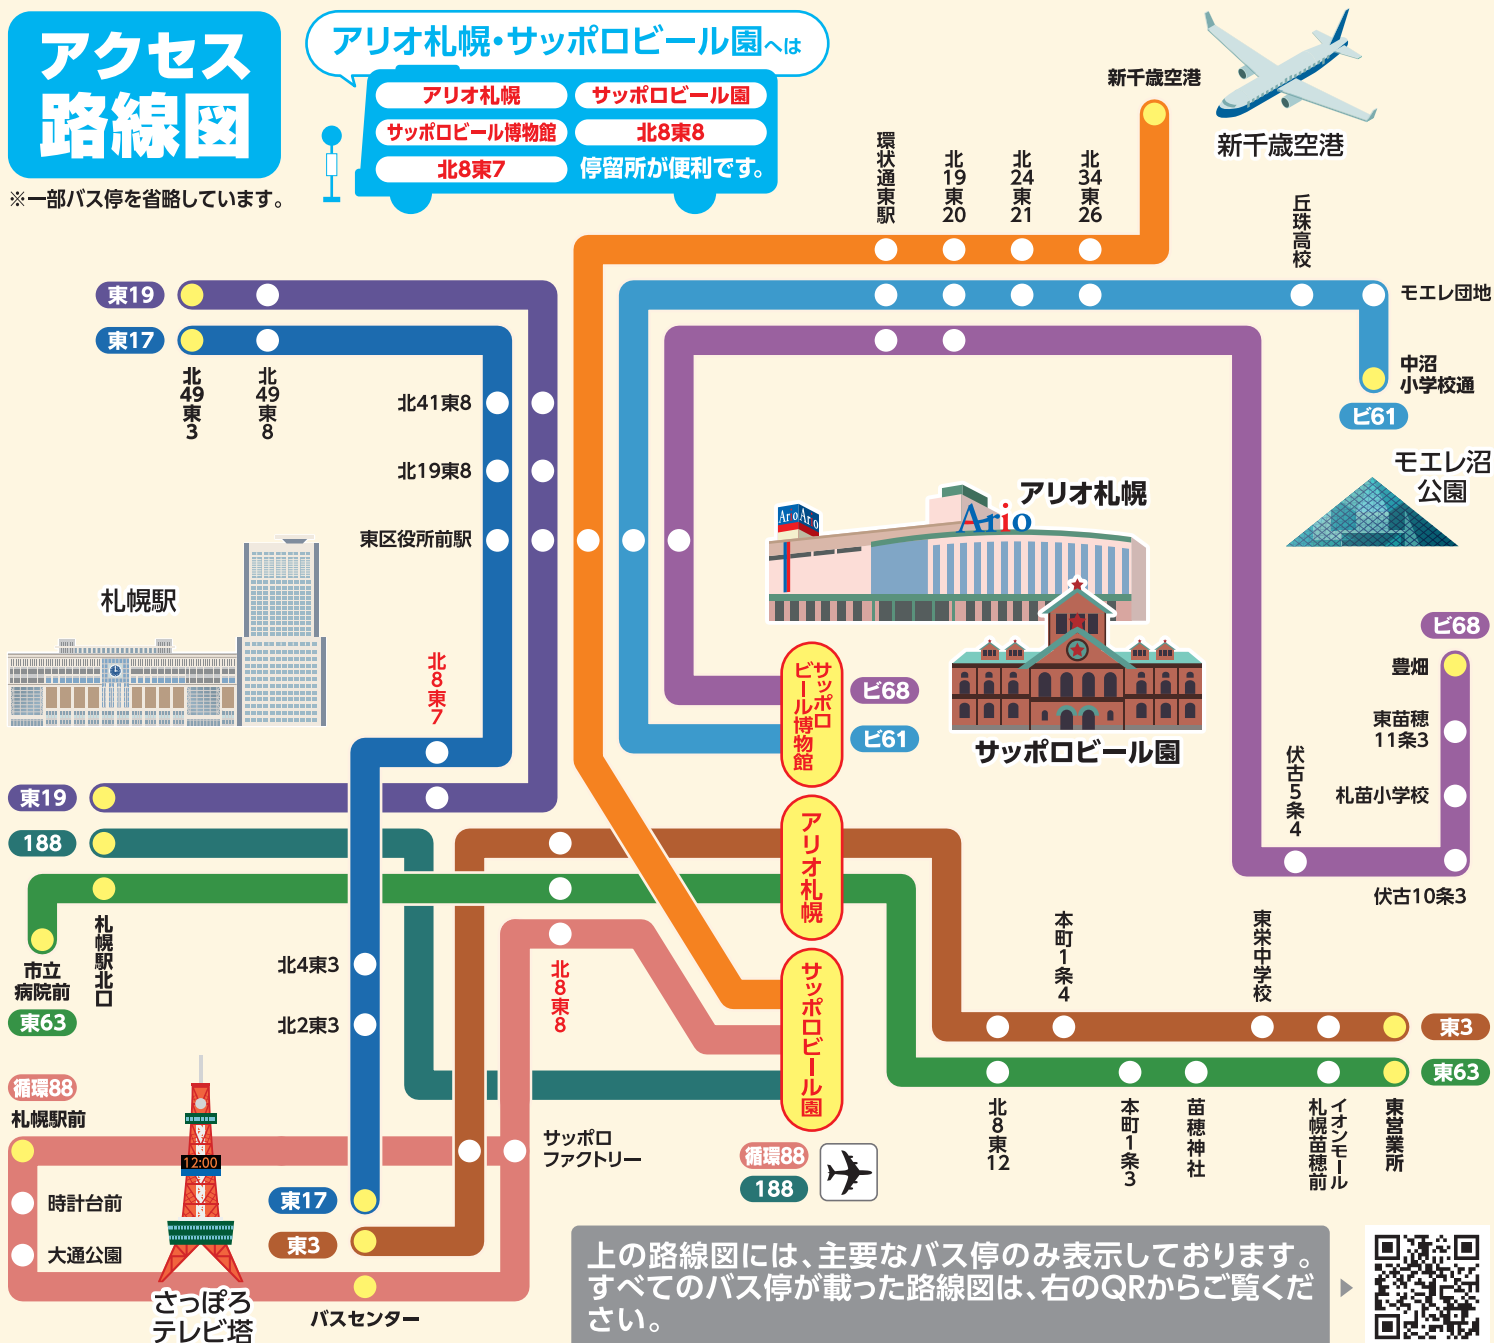 アクセス
路線図
※一部バス停を省略しています。
アリオ札幌・サッポロビール園へは
アリオ札幌
サッポロビール園
サッポロビール博物館
北8東8
北8東7
停留所が便利です。
新千歳空港
新千歳空港
環状通東駅
北19東20
北24東21
北34東26
丘珠高校
モエレ団地
中沼
小学校通
ビ61
モエレ沼
公園
東19
東17
北49東3
北49東8
北41東8
北19東8
東区役所前駅
札幌駅
アリオ札幌
Ario
Ario
Ario
サッポロビール園
サッポロ
ビール博物館
ビ68
ビ61
アリオ札幌
サッポロビール園
循環88
188
ビ68
豊畑
東苗穂
11条3
札苗小学校
伏古5条4
伏古10条3
北8東7
東19
188
札幌駅北口
市立
病院前
東63
北4東3
北2東3
北8東8
本町1条4
東栄中学校
東3
東63
北8東12
本町1条3
苗穂神社
イオンモール
札幌苗穂前
東営業所
循環88
札幌駅前
時計台前
大通公園
12:00
さっぽろ
テレビ塔
東17
東3
バスセンター
サッポロ
ファクトリー
上の路線図には、主要なバス停のみ表示しております。
すべてのバス停が載った路線図は、右のQRからご覧くだ
さい。